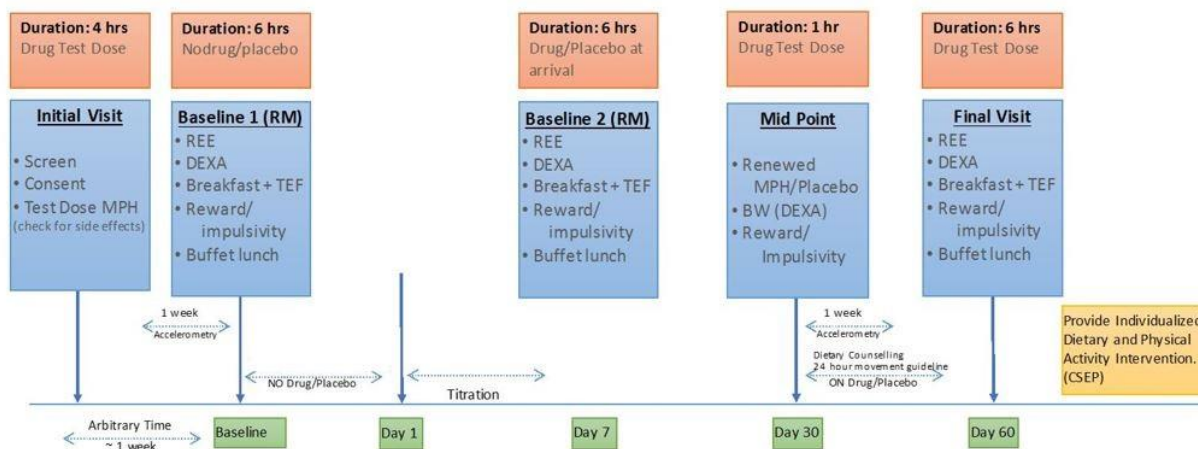 Duration: 4 hrs
Drug Test Dose
Duration: 6 hrs
Nodrug/placebo
Duration: 6 hrs
Drug/Placebo at
arrival
Duration: 1 hr
Drug Test Dose
Duration: 6 hrs
Drug Test Dose
Initial Visit
• Screen
• Consent
• Test Dose MPH
(check for side effects)
Baseline 1 (RM)
• REE
• DEXA
• Breakfast + TEF
• Reward/
impulsivity
• Buffet lunch
Baseline 2 (RM)
• REE
• DEXA
• Breakfast + TEF
• Reward/
impulsivity
• Buffet lunch
Mid Point
• Renewed
MPH/Placebo
• BW (DEXA)
• Reward/
Impulsivity
Final Visit
• REE
• DEXA
• Breakfast + TEF
• Reward/
impulsivity
• Buffet lunch
1 week
Accelerometry
NO Drug/Placebo
Titration
1 week
Accelerometry
Dietary Counselling
24 hour movement guideline
ON Drug/Placebo
Provide Individualized
Dietary and Physical
Activity Intervention.
(CSEP)
Arbitrary Time
~ 1 week
Baseline
Day 1
Day 7
Day 30
Day 60